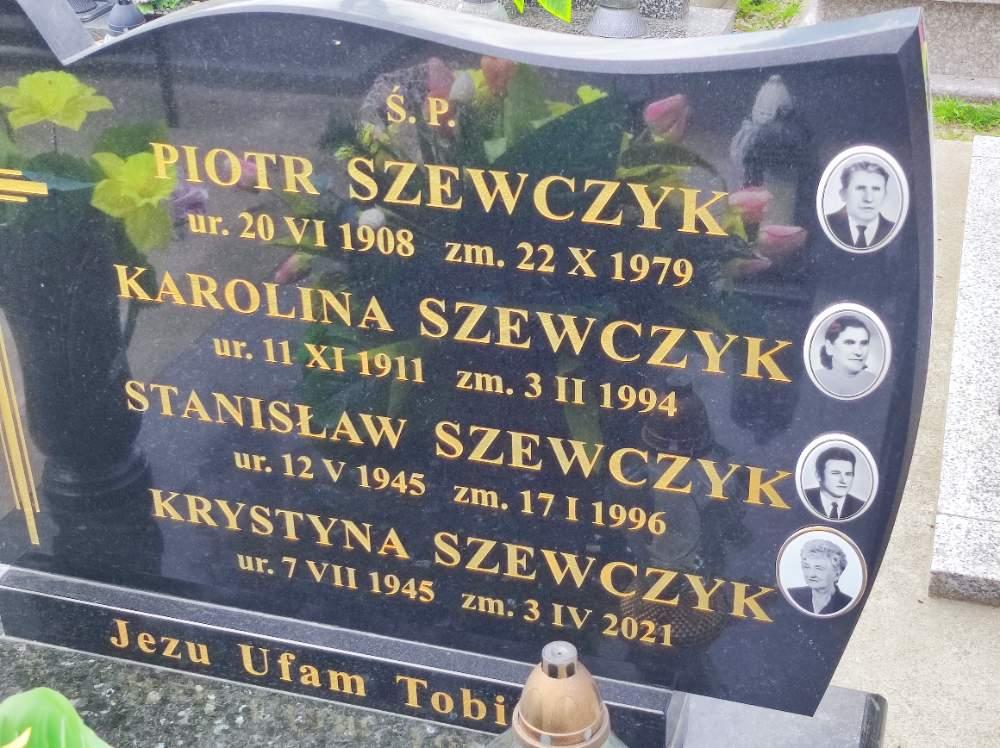 Ś. P.
PIOTR SZEWCZYK
ur. 20 VI 1908 zm. 22 X 1979
KAROLINA SZEWCZYK
ur. 11 XI 1911 zm. 3 II 1994
STANISŁAW SZEWCZYK
ur. 12 V 1945 zm. 17 I 1996
KRYSTYNA SZEWCZYK
ur. 7 VII 1945 zm. 3 IV 2021
Jezu Ufam Tobi